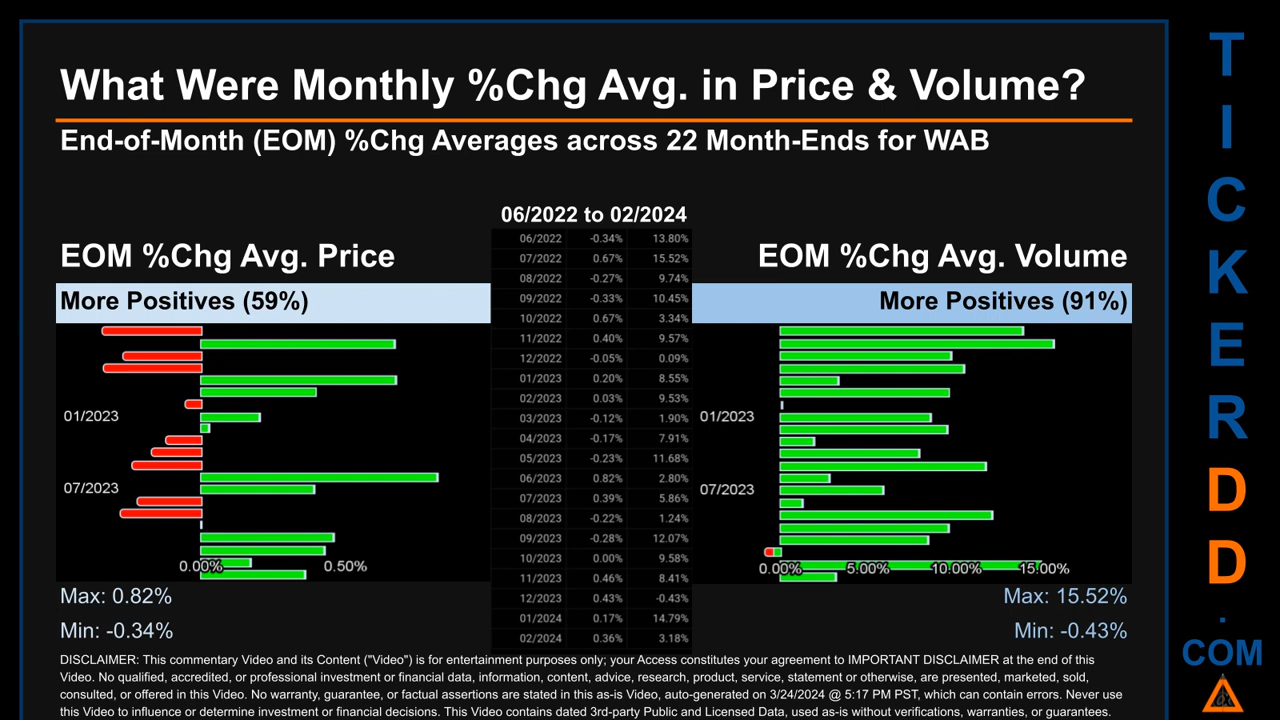 What Were Monthly %Chg Avg. in Price & Volume?
End-of-Month (EOM) %Chg Averages across 22 Month-Ends for WAB
06/2022 to 02/2024
EOM %Chg Avg. Price
More Positives (59%)
01/2023
07/2023
0.00% 0.50%
Max: 0.82%
Min: -0.34%
06/2022 -0.34% 13.80%
07/2022 0.67% 15.52%
08/2022 -0.27% 9.74%
09/2022 -0.33% 10.45%
10/2022 0.67% 3.34%
11/2022 0.40% 9.57%
12/2022 -0.05% 0.09%
01/2023 0.20% 8.55%
02/2023 0.03% 9.53%
03/2023 -0.12% 1.90%
04/2023 -0.17% 7.91%
05/2023 -0.23% 11.68%
06/2023 0.82% 2.80%
07/2023 0.39% 5.86%
08/2023 -0.22% 1.24%
09/2023 -0.28% 12.07%
10/2023 0.00% 9.58%
11/2023 0.46% 8.41%
12/2023 0.43% -0.43%
01/2024 0.17% 14.79%
02/2024 0.36% 3.18%
EOM %Chg Avg. Volume
More Positives (91%)
01/2023
07/2023
0.00% 5.00% 10.00% 15.00%
Max: 15.52%
Min: -0.43%
DISCLAIMER: This commentary Video and its Content ("Video") is for entertainment purposes only; your Access constitutes your agreement to IMPORTANT DISCLAIMER at the end of this
Video. No qualified, accredited, or professional investment or financial data, information, content, advice, research, product, service, statement or otherwise, are presented, marketed, sold,
consulted, or offered in this Video. No warranty, guarantee, or factual assertions are stated in this as-is Video, auto-generated on 3/24/2024 @ 5:17 PM PST, which can contain errors. Never use
this Video to influence or determine investment or financial decisions. This Video contains dated 3rd-party Public and Licensed Data, used as-is without verifications, warranties, or guarantees.
T
I
C
K
E
R
D
D
.
COM